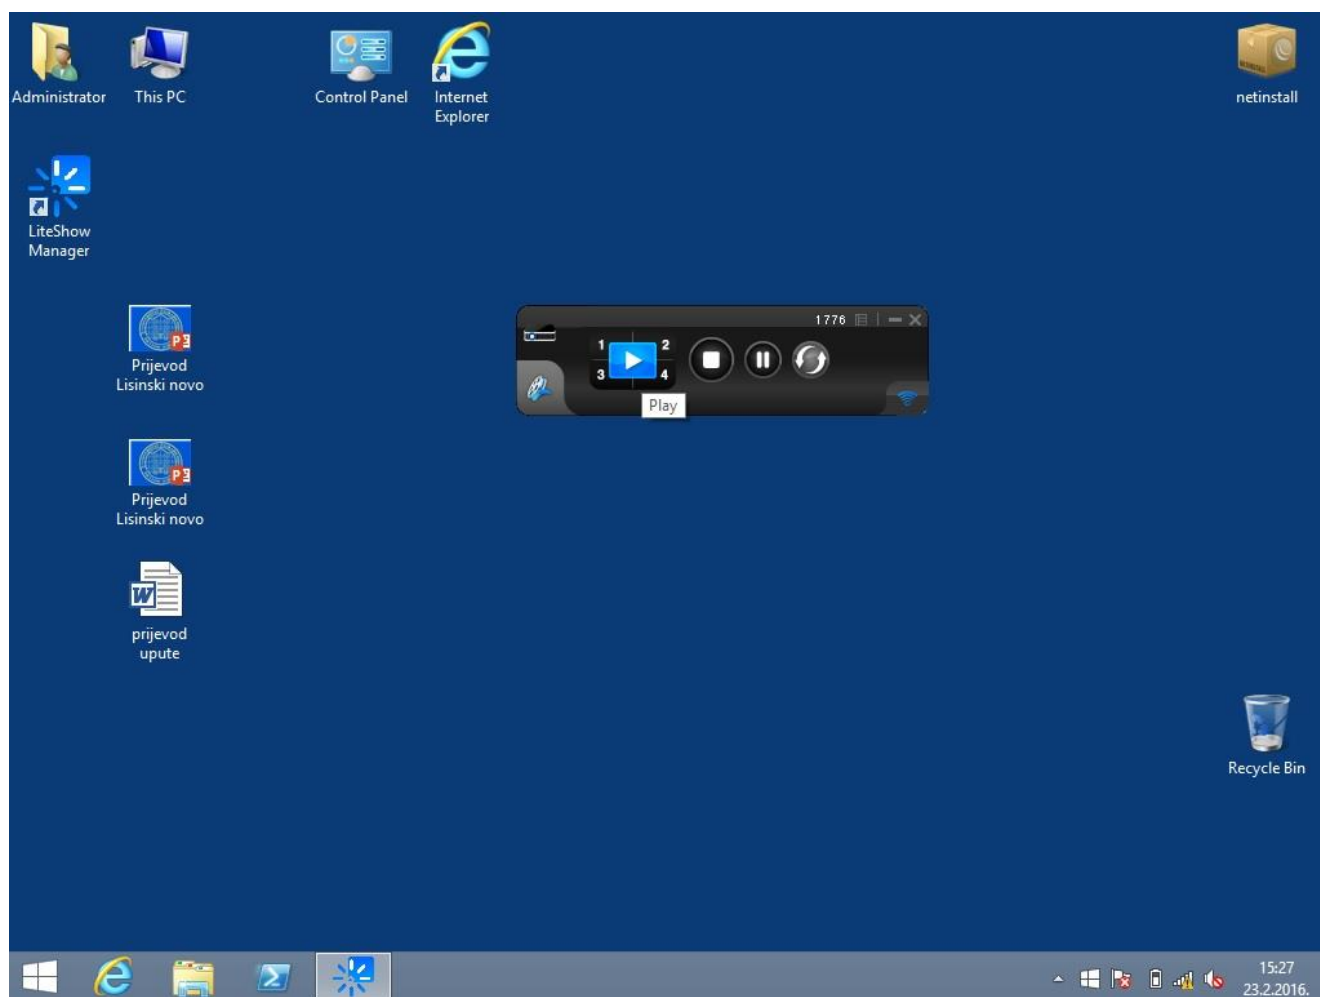 Administrator
This PC
Control Panel
Internet
Explorer
netinstall
LiteShow
Manager
Prijevod
Lisinski novo
1776
1
2
3
4
Play
Prijevod
Lisinski novo
prijevod
upute
Recycle Bin
15:27
23.2.2016.